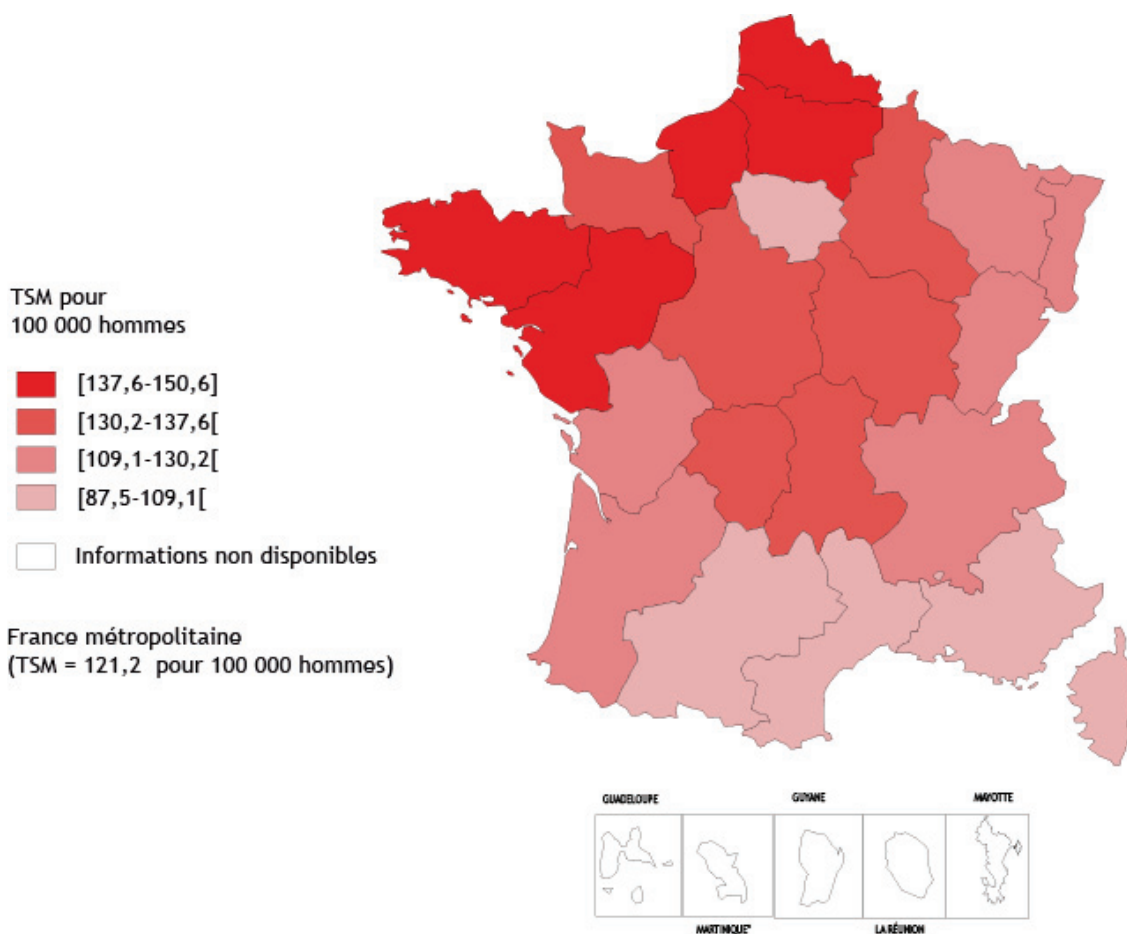 TSM pour
100 000 hommes
[137,6-150,6]
[130,2-137,6[
[109,1-130,2[
[87,5-109,1[
Informations non disponibles
France métropolitaine
(TSM = 121,2 pour 100 000 hommes)
GUADELOUPE GUYANE MAYOTTE
MARTINIQUE* LA RÉUNION